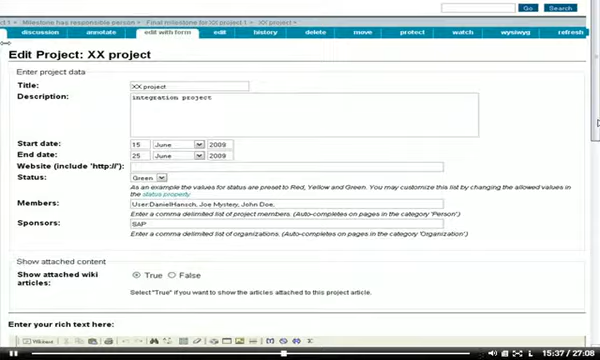 Go Search
Milestone has responsible person Final milestone for XX project 1 XX project
discussion annotate edit with form edit history delete move protect watch wysiwyg refresh
Edit Project: XX project
Enter project data
Title: XX project
Description: integration project
Start date: 15 June 2009
End date: 25 June 2009
Website (include 'http://'):
Status: Green
As an example the values for status are preset to Red, Yellow and Green. You may customize this list by changing the allowed values in
the status property
Members: User:DanielHansch, Joe Mystery, John Doe,
Enter a comma delimited list of project members. (Auto-completes on pages in the category 'Person'.)
Sponsors: SAP
Enter a comma delimited list of organizations. (Auto-completes on pages in the category 'Organization'.)
Show attached content
Show attached wiki
articles: True False
Select "True" if you want to show the articles attached to this project article.
Enter your rich text here:
15:37 / 27:08